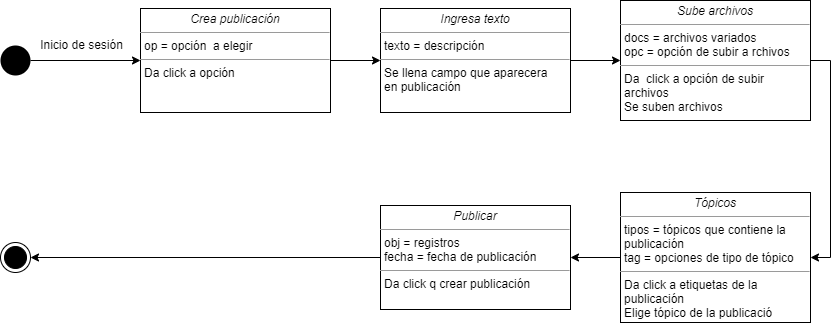 Inicio de sesión
Crea publicación
op = opción a elegir
Da click a opción
Ingresa texto
texto = descripción
Se llena campo que aparecera
en publicación
Sube archivos
docs = archivos variados
opc = opción de subir a rchivos
Da click a opción de subir
archivos
Se suben archivos
Tópicos
tipos = tópicos que contiene la
publicación
tag = opciones de tipo de tópico
Da click a etiquetas de la
publicación
Elige tópico de la publicació
Publicar
obj = registros
fecha = fecha de publicación
Da click q crear publicación